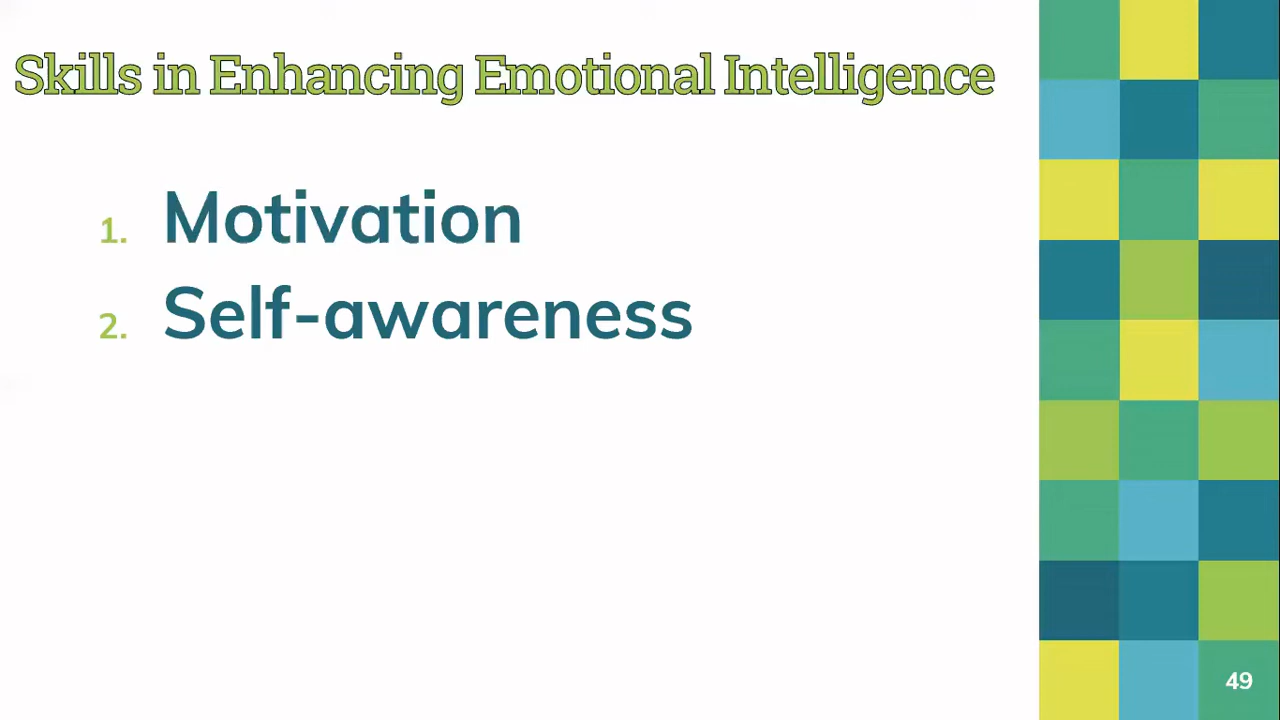 Skills in Enhancing Emotional Intelligence
1. Motivation
2. Self-awareness
49